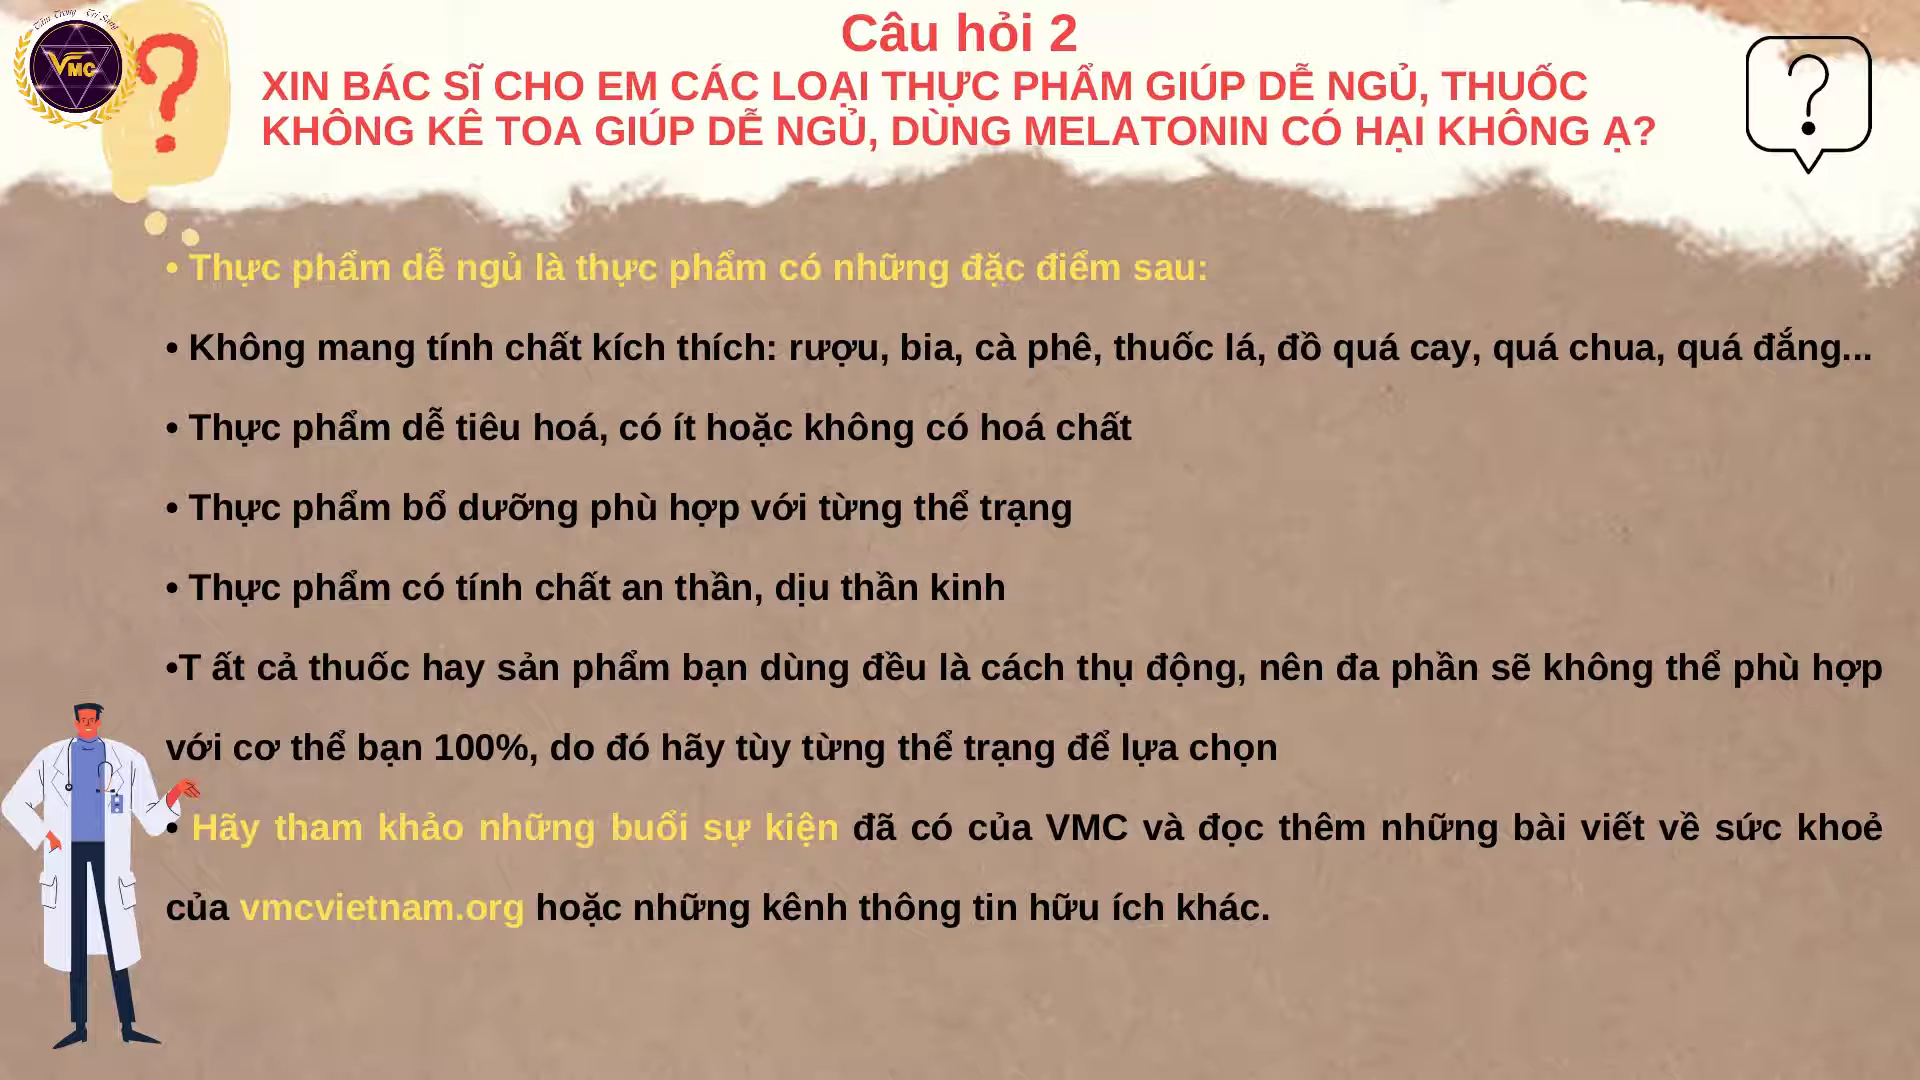 Tâm Trong - Trí Sáng
VMC
Câu hỏi 2
XIN BÁC SĨ CHO EM CÁC LOẠI THỰC PHẨM GIÚP DỄ NGỦ, THUỐC
KHÔNG KÊ TOA GIÚP DỄ NGỦ, DÙNG MELATONIN CÓ HẠI KHÔNG Ạ?
• Thực phẩm dễ ngủ là thực phẩm có những đặc điểm sau:
• Không mang tính chất kích thích: rượu, bia, cà phê, thuốc lá, đồ quá cay, quá chua, quá đắng...
• Thực phẩm dễ tiêu hoá, có ít hoặc không có hoá chất
• Thực phẩm bổ dưỡng phù hợp với từng thể trạng
• Thực phẩm có tính chất an thần, dịu thần kinh
•T ất cả thuốc hay sản phẩm bạn dùng đều là cách thụ động, nên đa phần sẽ không thể phù hợp
với cơ thể bạn 100%, do đó hãy tùy từng thể trạng để lựa chọn
• Hãy tham khảo những buổi sự kiện đã có của VMC và đọc thêm những bài viết về sức khoẻ
của vmcvietnam.org hoặc những kênh thông tin hữu ích khác.